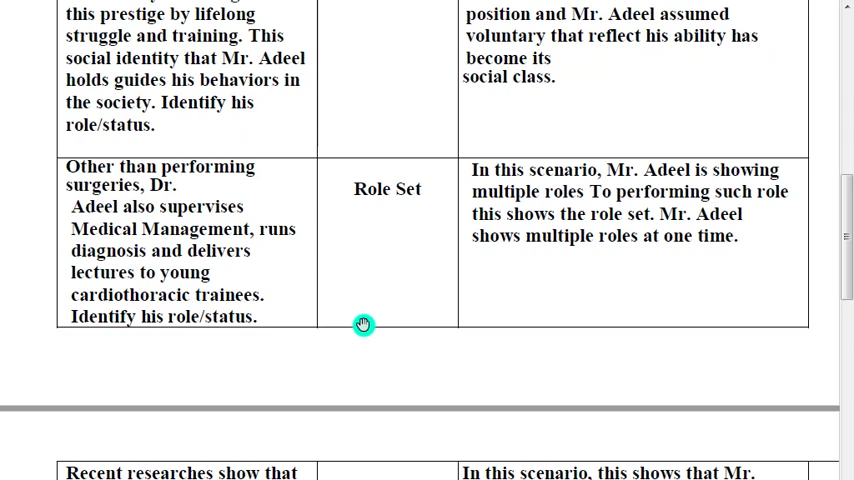 this prestige by lifelong
struggle and training. This
social identity that Mr. Adeel
holds guides his behaviors in
the society. Identify his
role/status.
position and Mr. Adeel assumed
voluntary that reflect his ability has
become its
social class.
Other than performing
surgeries, Dr.
Adeel also supervises
Medical Management, runs
diagnosis and delivers
lectures to young
cardiothoracic trainees.
Identify his role/status.
Role Set
In this scenario, Mr. Adeel is showing
multiple roles To performing such role
this shows the role set. Mr. Adeel
shows multiple roles at one time.
Recent researches show that
In this scenario, this shows that Mr.